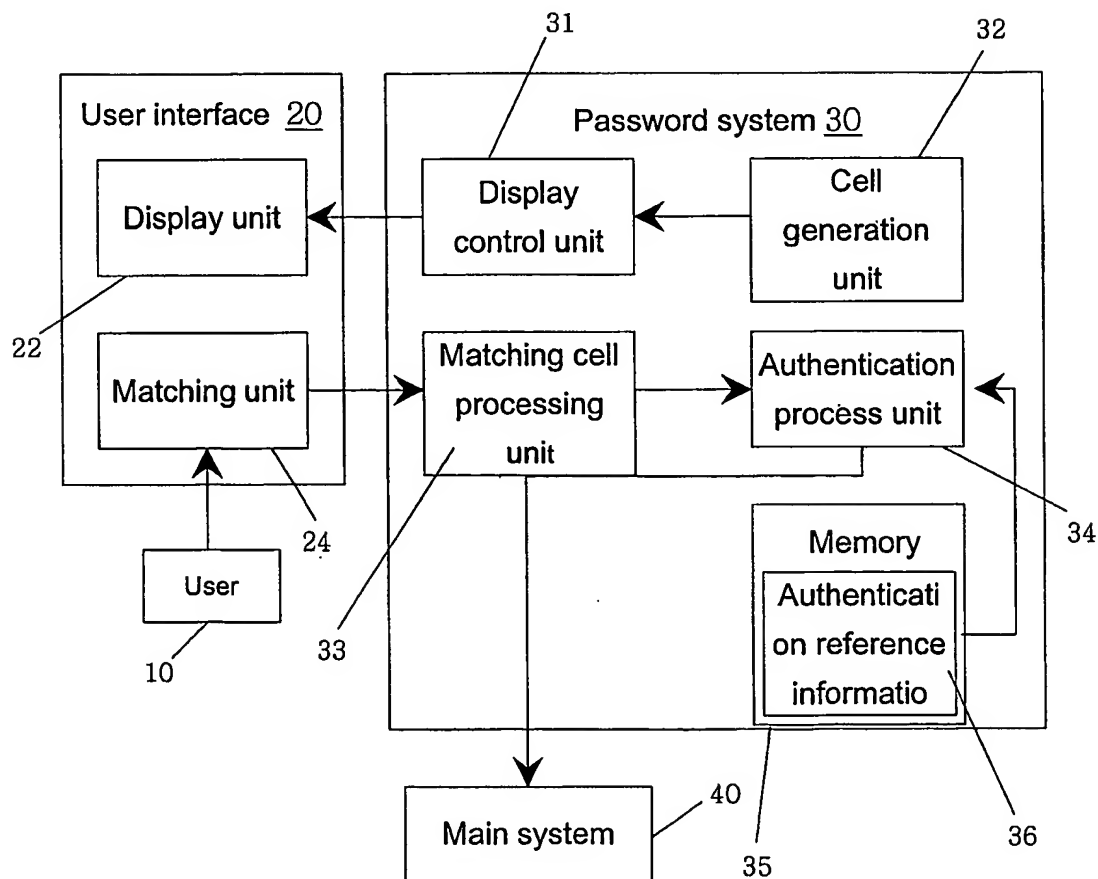 31
32
User interface 20
Password system 30
Display unit
Display
control unit
Cell
generation
unit
22
Matching unit
Matching cell
processing
unit
Authentication
process unit
24
34
User
Memory
Authenticati
on reference
informatio
10
33
40
Main system
35
36